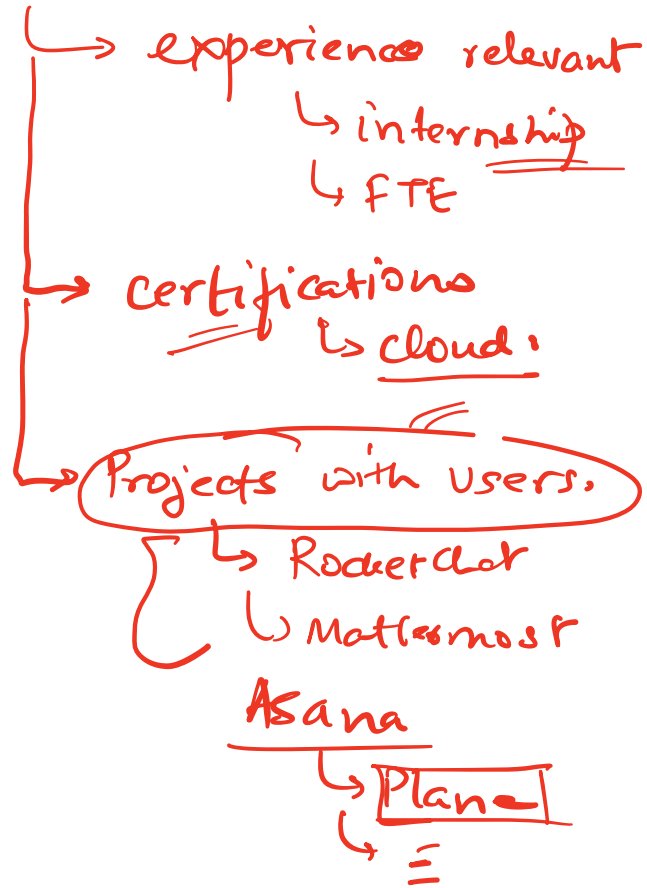 experience relevant
internship
FTE
certifications
cloud.
Projects with users.
RocketChat
Mattermost
Asana
Plane